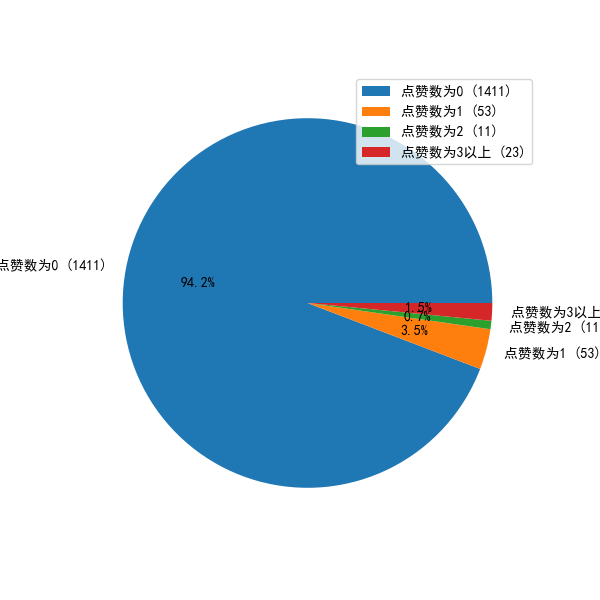 点赞数为0 (1411)
点赞数为1 (53)
点赞数为2 (11)
点赞数为3以上 (23)
点赞数为0 (1411)
94.2%
1.5%
0.7%
3.5%
点赞数为3以上
点赞数为2 (11
点赞数为1 (53)